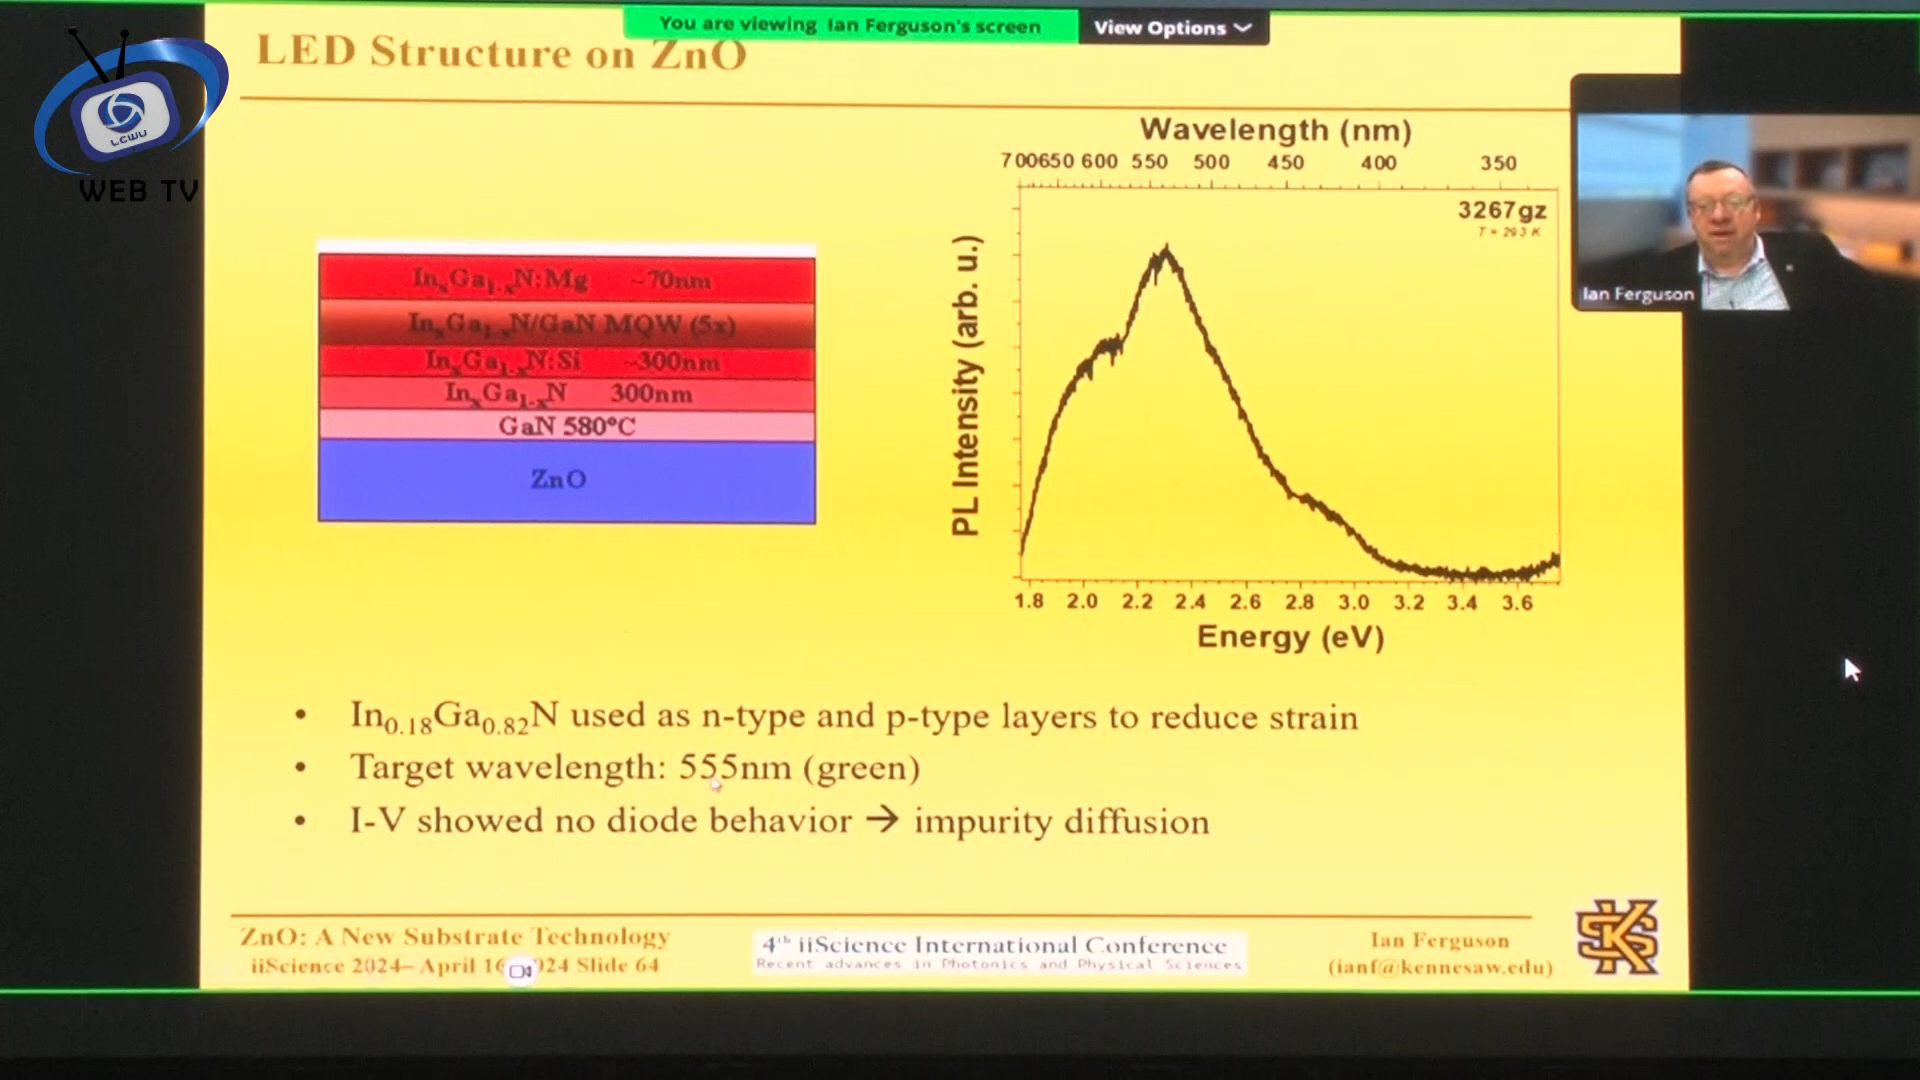 You are viewing Ian Ferguson's screen
View Options
LED Structure on ZnO
LCWU
WEB TV
Wavelength (nm)
700 650 600 550 500 450 400 350
3267gz
T = 293 K
PL Intensity (arb. u.)
1.8 2.0 2.2 2.4 2.6 2.8 3.0 3.2 3.4 3.6
Energy (eV)
Ian Ferguson
InxGa1-xN:Mg ~70nm
InxGa1-xN/GaN MQW (5x)
InxGa1-xN:Si ~300nm
InxGa1-xN 300nm
GaN 580°C
ZnO
• In0.18Ga0.82N used as n-type and p-type layers to reduce strain
• Target wavelength: 555nm (green)
• I-V showed no diode behavior → impurity diffusion
ZnO: A New Substrate Technology
iiScience 2024– April 16 024 Slide 64
4th iiScience International Conference
Recent advances in Photonics and Physical Sciences
Ian Ferguson
(ianf@kennesaw.edu)
KS